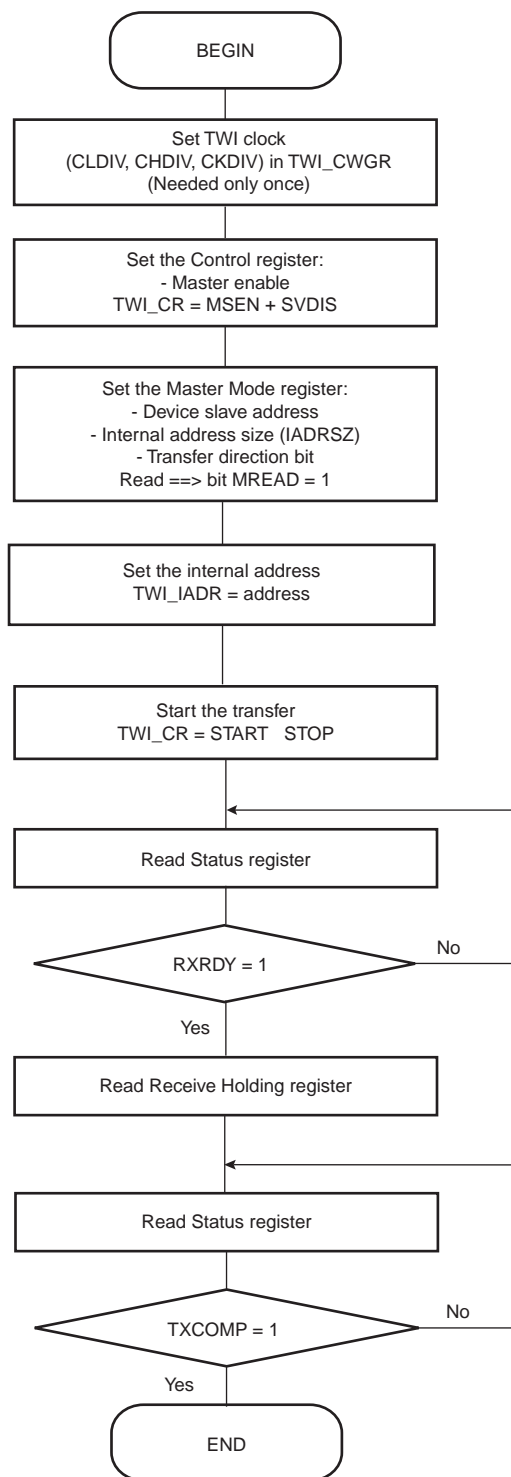 BEGIN
Set TWI clock
(CLDIV, CHDIV, CKDIV) in TWI_CWGR
(Needed only once)
Set the Control register:
- Master enable
TWI_CR = MSEN + SVDIS
Set the Master Mode register:
- Device slave address
- Internal address size (IADRSZ)
- Transfer direction bit
Read ==> bit MREAD = 1
Set the internal address
TWI_IADR = address
Start the transfer
TWI_CR = START STOP
Read Status register
RXRDY = 1
No
Yes
Read Receive Holding register
Read Status register
TXCOMP = 1
No
Yes
END